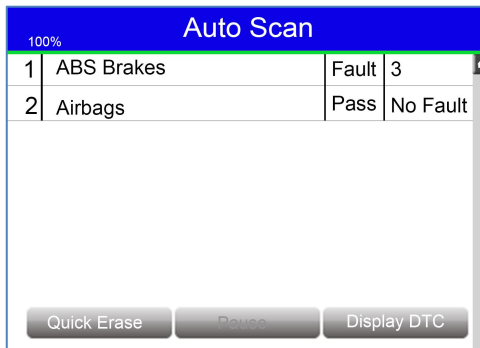 Auto Scan
100%
1 ABS Brakes Fault 3
2 Airbags Pass No Fault
Quick Erase Pause Display DTC